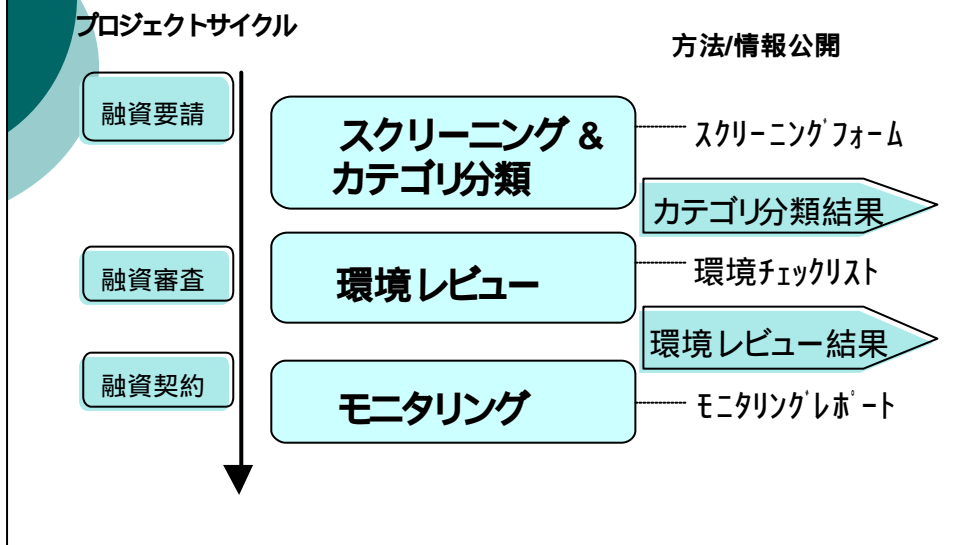 プロジェクトサイクル
方法/情報公開
融資要請
スクリーニング &
カテゴリ分類
スクリーニングフォーム
カテゴリ分類結果
融資審査
環境レビュー
環境チェックリスト
環境レビュー結果
融資契約
モニタリング
モニタリングレポート